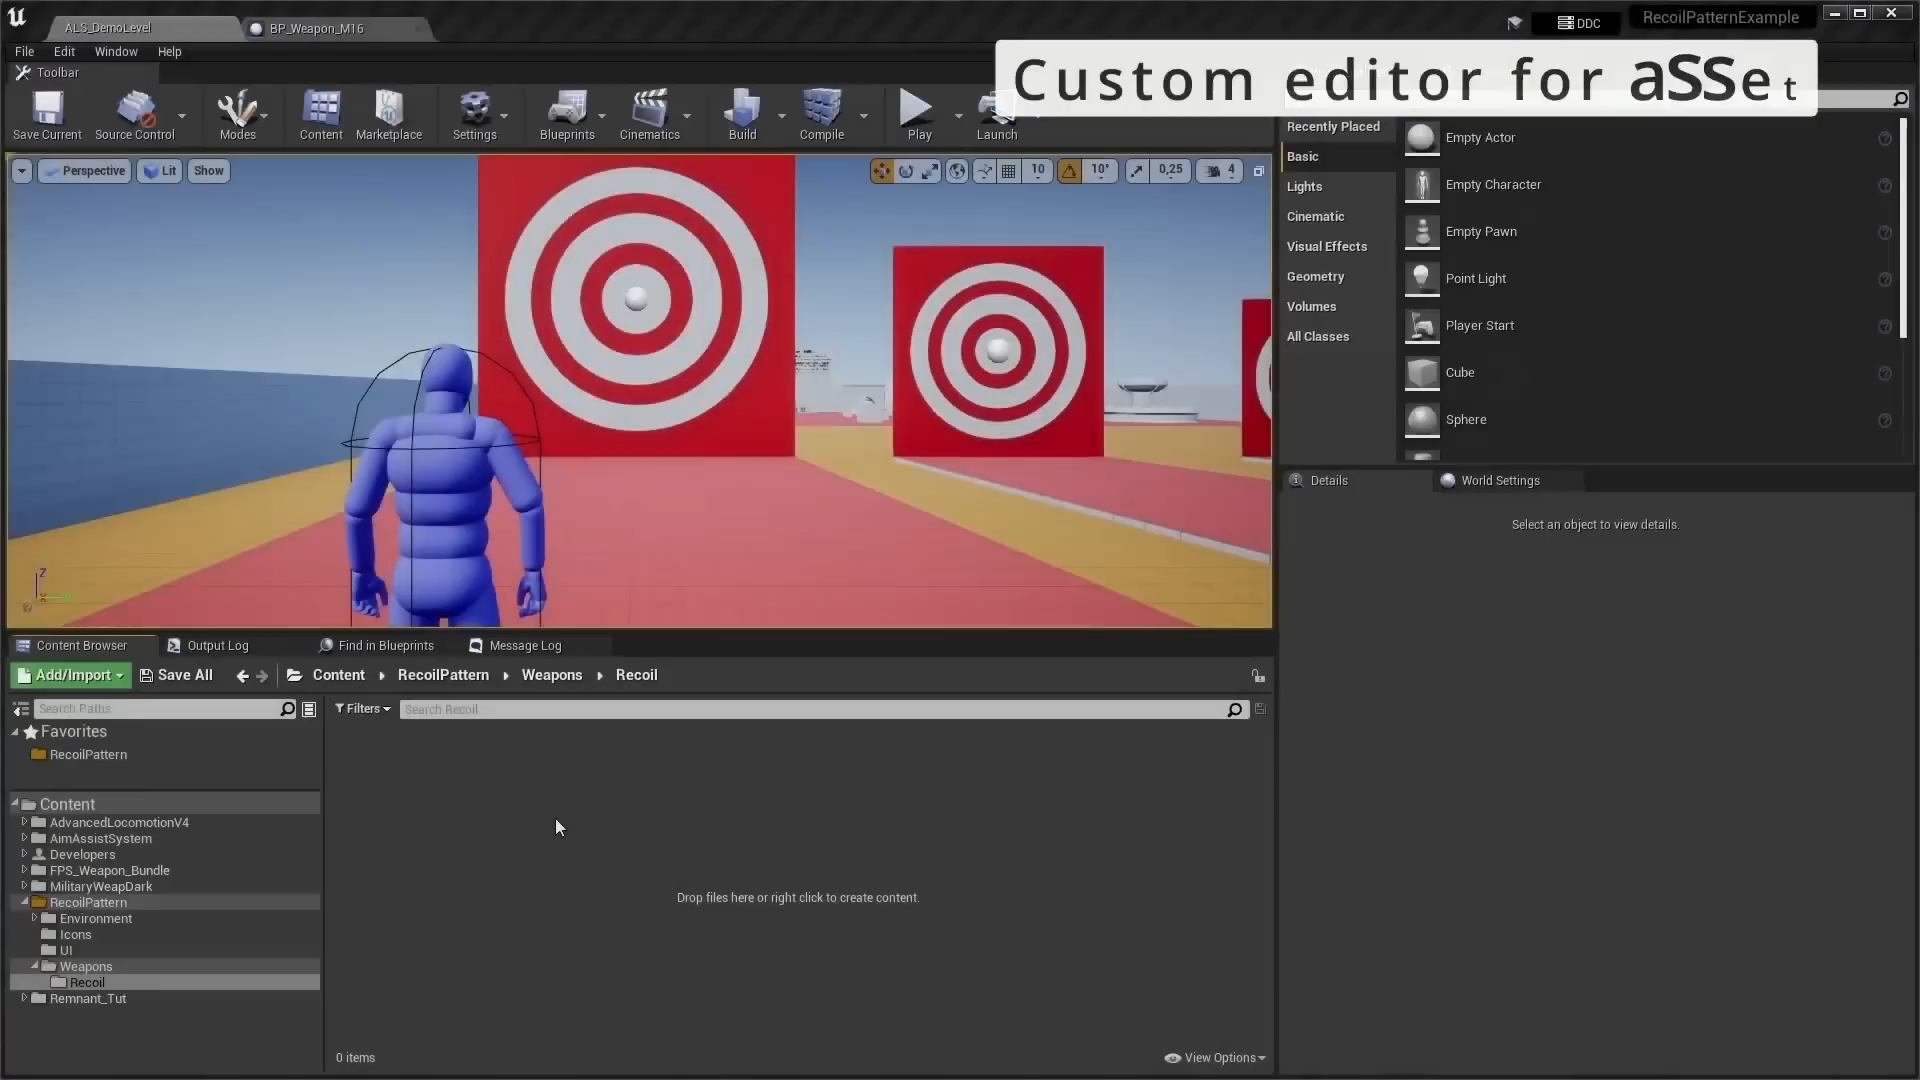 ALS_DemoLevel
BP_Weapon_M16
DDC
RecoilPatternExample
File Edit Window Help
Toolbar
Custom editor for aSSet
Save Current
Source Control
Modes
Content
Marketplace
Settings
Blueprints
Cinematics
Build
Compile
Play
Launch
Perspective
Lit
Show
10
10°
0,25
4
Recently Placed
Basic
Lights
Cinematic
Visual Effects
Geometry
Volumes
All Classes
Empty Actor
Empty Character
Empty Pawn
Point Light
Player Start
Cube
Sphere
Details
World Settings
Select an object to view details.
Z
Content Browser
Output Log
Find in Blueprints
Message Log
Add/Import
Save All
Content
RecoilPattern
Weapons
Recoil
Search Paths
Filters
Search Recoil
Favorites
RecoilPattern
Content
AdvancedLocomotionV4
AimAssistSystem
Developers
FPS_Weapon_Bundle
MilitaryWeapDark
RecoilPattern
Environment
Icons
UI
Weapons
Recoil
Remnant_Tut
Drop files here or right click to create content.
0 items
View Options